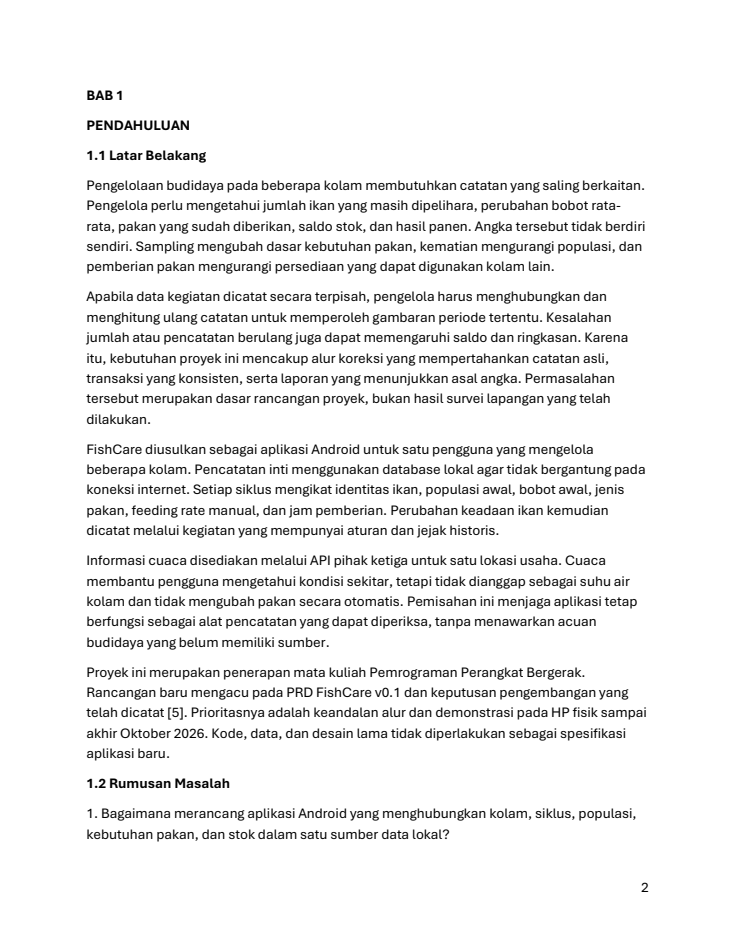 BAB 1
PENDAHULUAN
1.1 Latar Belakang
Pengelolaan budidaya pada beberapa kolam membutuhkan catatan yang saling berkaitan.
Pengelola perlu mengetahui jumlah ikan yang masih dipelihara, perubahan bobot rata-
rata, pakan yang sudah diberikan, saldo stok, dan hasil panen. Angka tersebut tidak berdiri
sendiri. Sampling mengubah dasar kebutuhan pakan, kematian mengurangi populasi, dan
pemberian pakan mengurangi persediaan yang dapat digunakan kolam lain.
Apabila data kegiatan dicatat secara terpisah, pengelola harus menghubungkan dan
menghitung ulang catatan untuk memperoleh gambaran periode tertentu. Kesalahan
jumlah atau pencatatan berulang juga dapat memengaruhi saldo dan ringkasan. Karena
itu, kebutuhan proyek ini mencakup alur koreksi yang mempertahankan catatan asli,
transaksi yang konsisten, serta laporan yang menunjukkan asal angka. Permasalahan
tersebut merupakan dasar rancangan proyek, bukan hasil survei lapangan yang telah
dilakukan.
FishCare diusulkan sebagai aplikasi Android untuk satu pengguna yang mengelola
beberapa kolam. Pencatatan inti menggunakan database lokal agar tidak bergantung pada
koneksi internet. Setiap siklus mengikat identitas ikan, populasi awal, bobot awal, jenis
pakan, feeding rate manual, dan jam pemberian. Perubahan keadaan ikan kemudian
dicatat melalui kegiatan yang mempunyai aturan dan jejak historis.
Informasi cuaca disediakan melalui API pihak ketiga untuk satu lokasi usaha. Cuaca
membantu pengguna mengetahui kondisi sekitar, tetapi tidak dianggap sebagai suhu air
kolam dan tidak mengubah pakan secara otomatis. Pemisahan ini menjaga aplikasi tetap
berfungsi sebagai alat pencatatan yang dapat diperiksa, tanpa menawarkan acuan
budidaya yang belum memiliki sumber.
Proyek ini merupakan penerapan mata kuliah Pemrograman Perangkat Bergerak.
Rancangan baru mengacu pada PRD FishCare v0.1 dan keputusan pengembangan yang
telah dicatat [5]. Prioritasnya adalah keandalan alur dan demonstrasi pada HP fisik sampai
akhir Oktober 2026. Kode, data, dan desain lama tidak diperlakukan sebagai spesifikasi
aplikasi baru.
1.2 Rumusan Masalah
1. Bagaimana merancang aplikasi Android yang menghubungkan kolam, siklus, populasi,
kebutuhan pakan, dan stok dalam satu sumber data lokal?
2